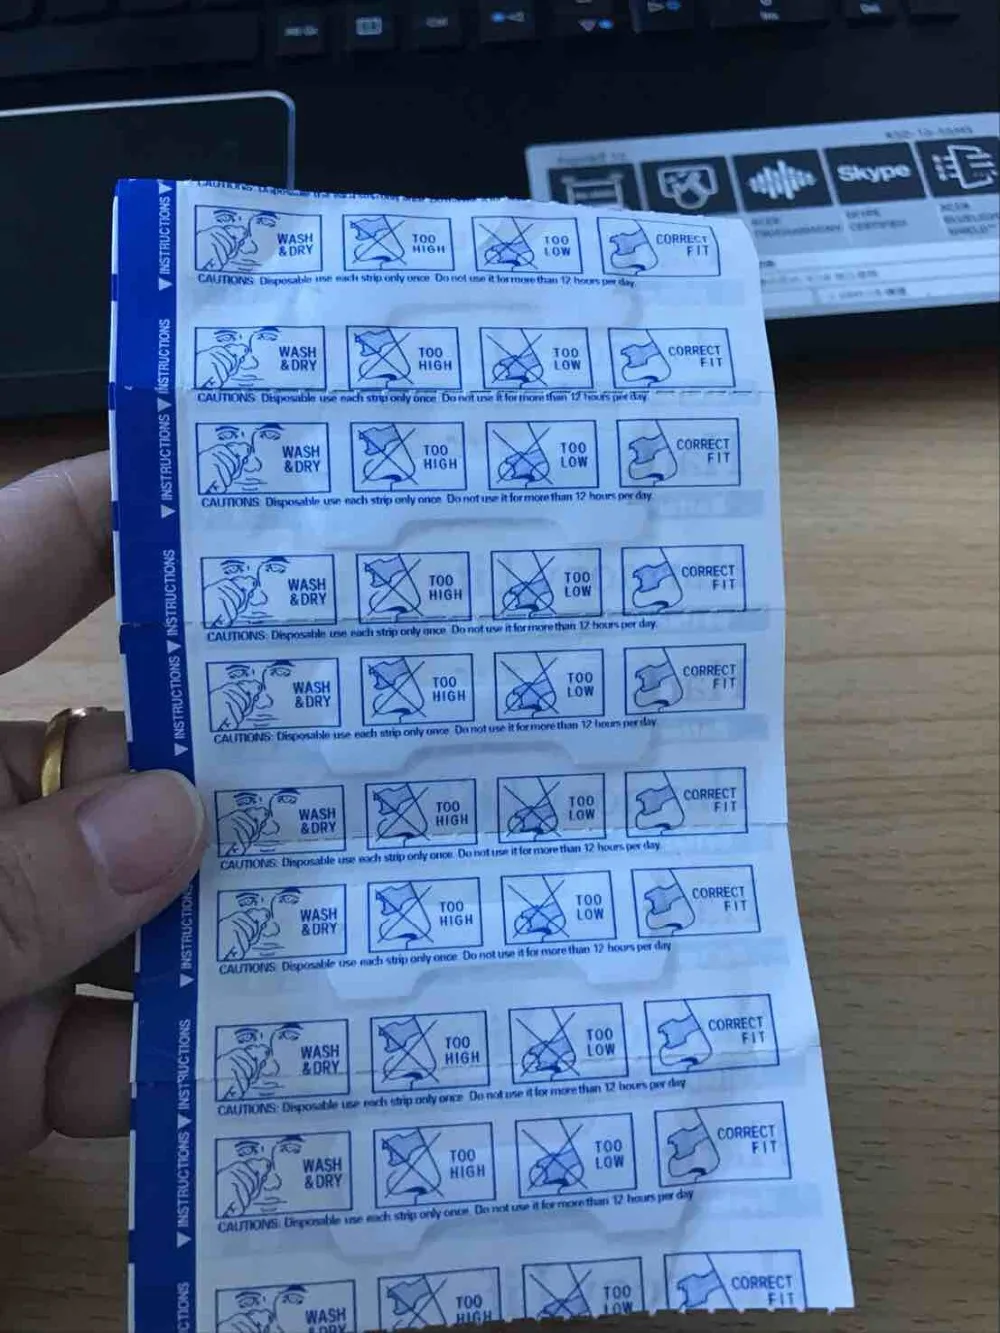 Skype
INSTRUCTIONS
WASH & DRY TOO HIGH TOO LOW CORRECT FIT
CAUTIONS: Disposable use each strip only once. Do not use it for more than 12 hours per day.
INSTRUCTIONS
WASH & DRY TOO HIGH TOO LOW CORRECT FIT
CAUTIONS: Disposable use each strip only once. Do not use it for more than 12 hours per day.
INSTRUCTIONS
WASH & DRY TOO HIGH TOO LOW CORRECT FIT
CAUTIONS: Disposable use each strip only once. Do not use it for more than 12 hours per day.
INSTRUCTIONS
WASH & DRY TOO HIGH TOO LOW CORRECT FIT
CAUTIONS: Disposable use each strip only once. Do not use it for more than 12 hours per day.
INSTRUCTIONS
WASH & DRY TOO HIGH TOO LOW CORRECT FIT
CAUTIONS: Disposable use each strip only once. Do not use it for more than 12 hours per day.
WASH & DRY TOO HIGH TOO LOW CORRECT FIT
CAUTIONS: Disposable use each strip only once. Do not use it for more than 12 hours per day.
INSTRUCTIONS
WASH & DRY TOO HIGH TOO LOW CORRECT FIT
CAUTIONS: Disposable use each strip only once. Do not use it for more than 12 hours per day
INSTRUCTIONS
WASH & DRY TOO HIGH TOO LOW CORRECT FIT
CAUTIONS: Disposable use each strip only once. Do not use it for more than 12 hours per day
INSTRUCTIONS
WASH & DRY TOO HIGH TOO LOW CORRECT FIT
CAUTIONS: Disposable use each strip only once. Do not use it for more than 12 hours per day
WASH & DRY TOO HIGH TOO LOW CORRECT FIT